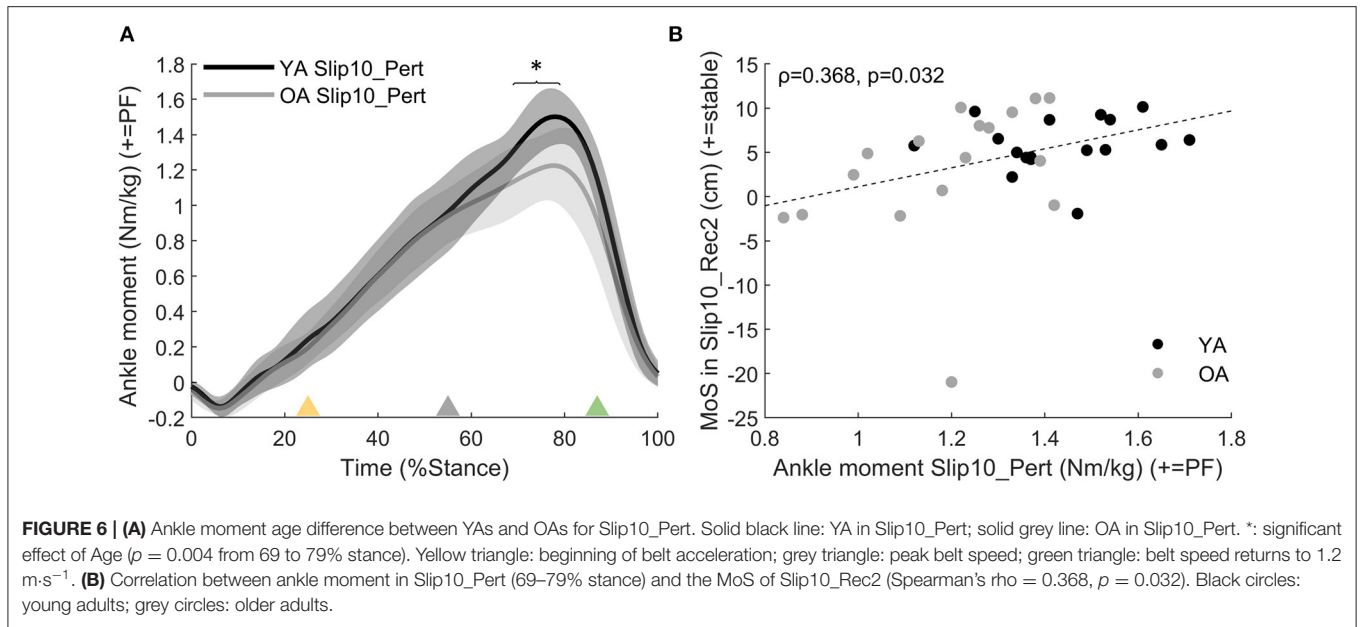 A
1.8
1.6
1.4
1.2
1
0.8
0.6
0.4
0.2
0
-0.2
Ankle moment (Nm/kg) (+=PF)
YA Slip10_Pert
OA Slip10_Pert
*
0 20 40 60 80 100
Time (%Stance)
B
15
10
5
0
-5
-10
-15
-20
-25
MoS in Slip10_Rec2 (cm) (+=stable)
ρ=0.368, p=0.032
YA
OA
0.8 1 1.2 1.4 1.6 1.8
Ankle moment Slip10_Pert (Nm/kg) (+=PF)
FIGURE 6 | (A) Ankle moment age difference between YAs and OAs for Slip10_Pert. Solid black line: YA in Slip10_Pert; solid grey line: OA in Slip10_Pert. *: significant
effect of Age (p = 0.004 from 69 to 79% stance). Yellow triangle: beginning of belt acceleration; grey triangle: peak belt speed; green triangle: belt speed returns to 1.2
m·s⁻¹. (B) Correlation between ankle moment in Slip10_Pert (69–79% stance) and the MoS of Slip10_Rec2 (Spearman's rho = 0.368, p = 0.032). Black circles:
young adults; grey circles: older adults.